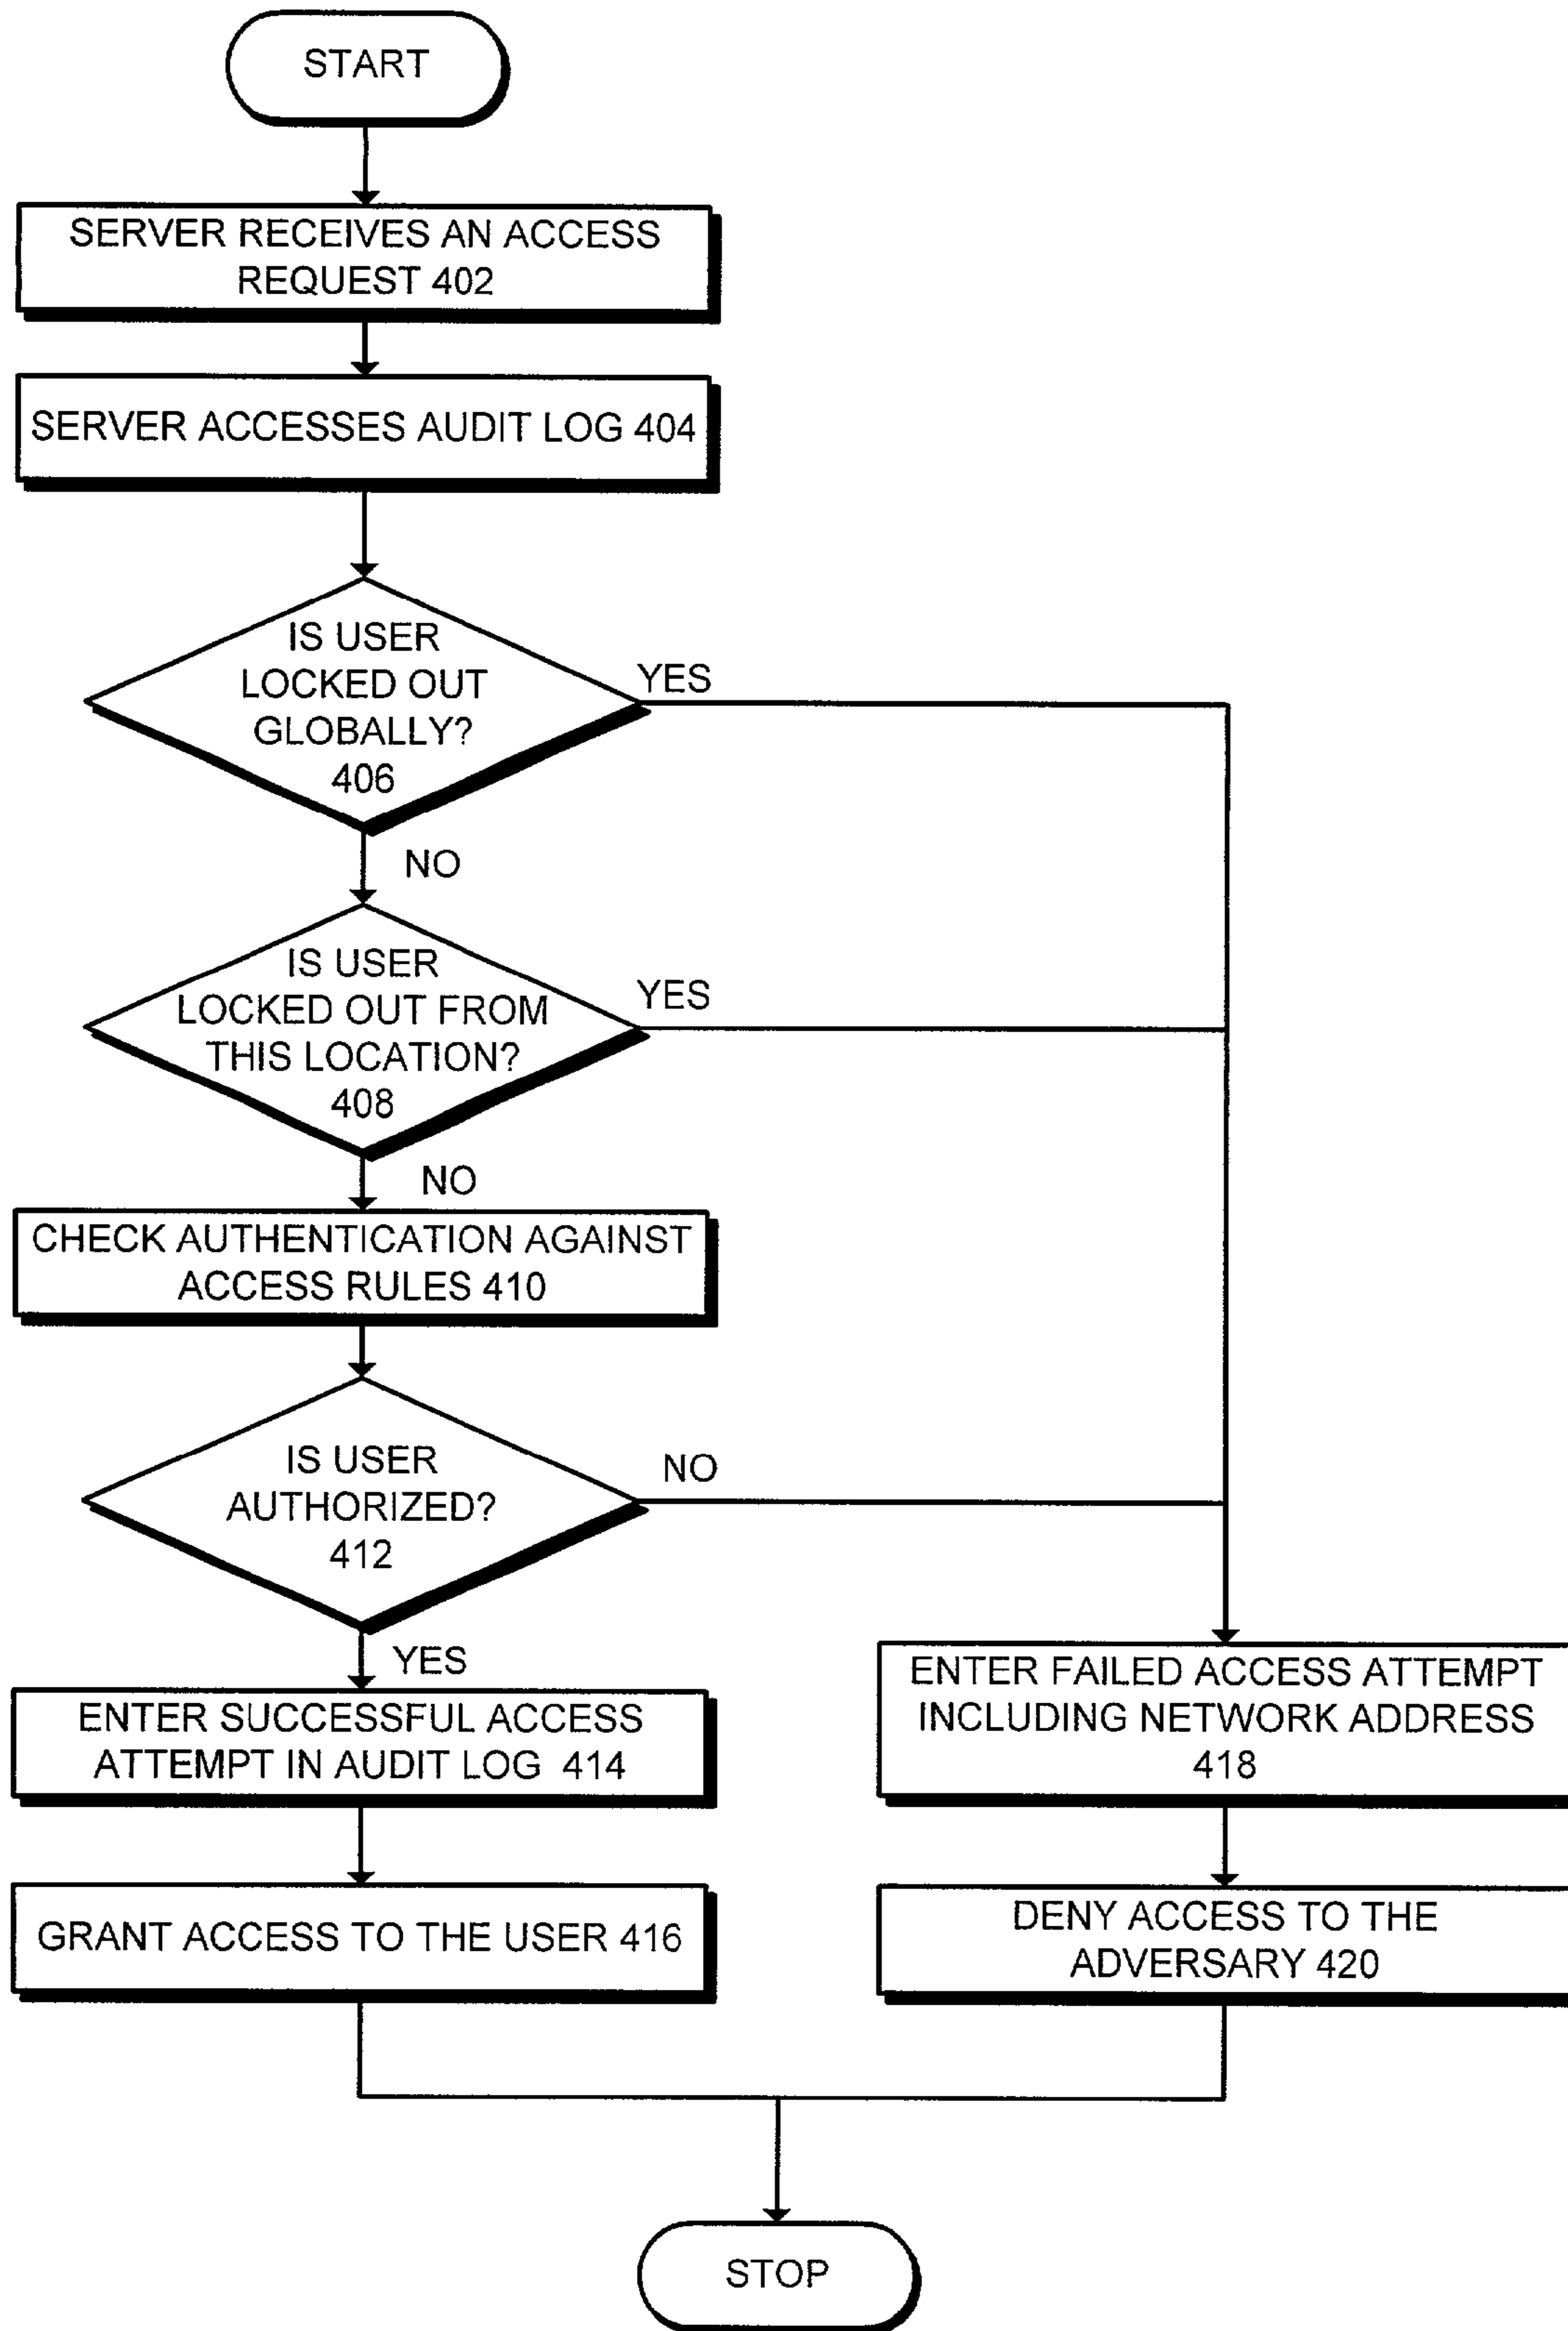 START
SERVER RECEIVES AN ACCESS
REQUEST 402
SERVER ACCESSES AUDIT LOG 404
IS USER
LOCKED OUT
GLOBALLY?
406
YES
NO
IS USER
LOCKED OUT FROM
THIS LOCATION?
408
YES
NO
CHECK AUTHENTICATION AGAINST
ACCESS RULES 410
IS USER
AUTHORIZED?
412
NO
YES
ENTER SUCCESSFUL ACCESS
ATTEMPT IN AUDIT LOG 414
ENTER FAILED ACCESS ATTEMPT
INCLUDING NETWORK ADDRESS
418
GRANT ACCESS TO THE USER 416
DENY ACCESS TO THE
ADVERSARY 420
STOP